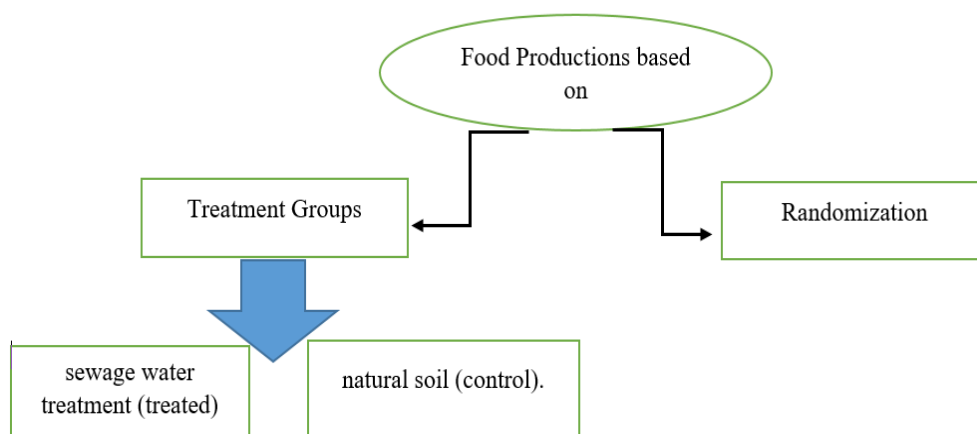 Food Productions based
on
Treatment Groups
Randomization
sewage water
treatment (treated)
natural soil (control).